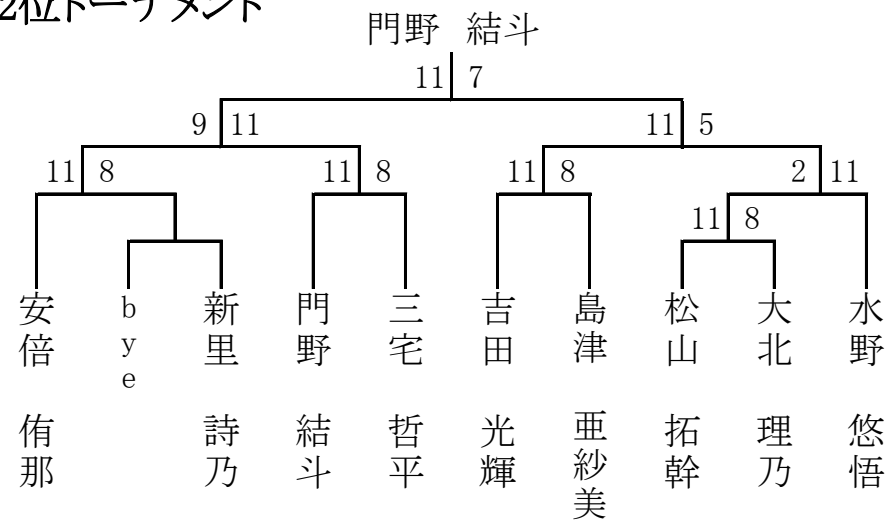 2位トーナメント
門野 結斗
11 7
9 11 11 5
11 8 11 8 11 8 2 11
11 8
安倍 侑那
bye
新里 詩乃
門野 結斗
三宅 哲平
吉田 光輝
島津 亜紗美
松山 拓幹
大北 理乃
水野 悠悟